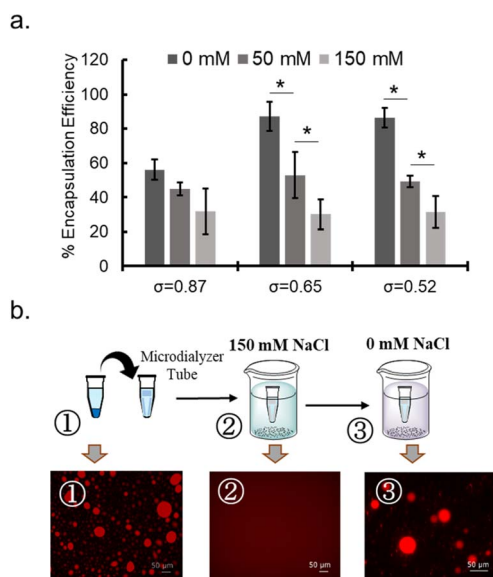 a.
0 mM 50 mM 150 mM
% Encapsulation Efficiency
120
100
80
60
40
20
0
* *
* *
σ=0.87 σ=0.65 σ=0.52
b.
150 mM NaCl 0 mM NaCl
Microdialyzer
Tube
① ② ③
① ② ③
50 μm 50 μm 50 μm